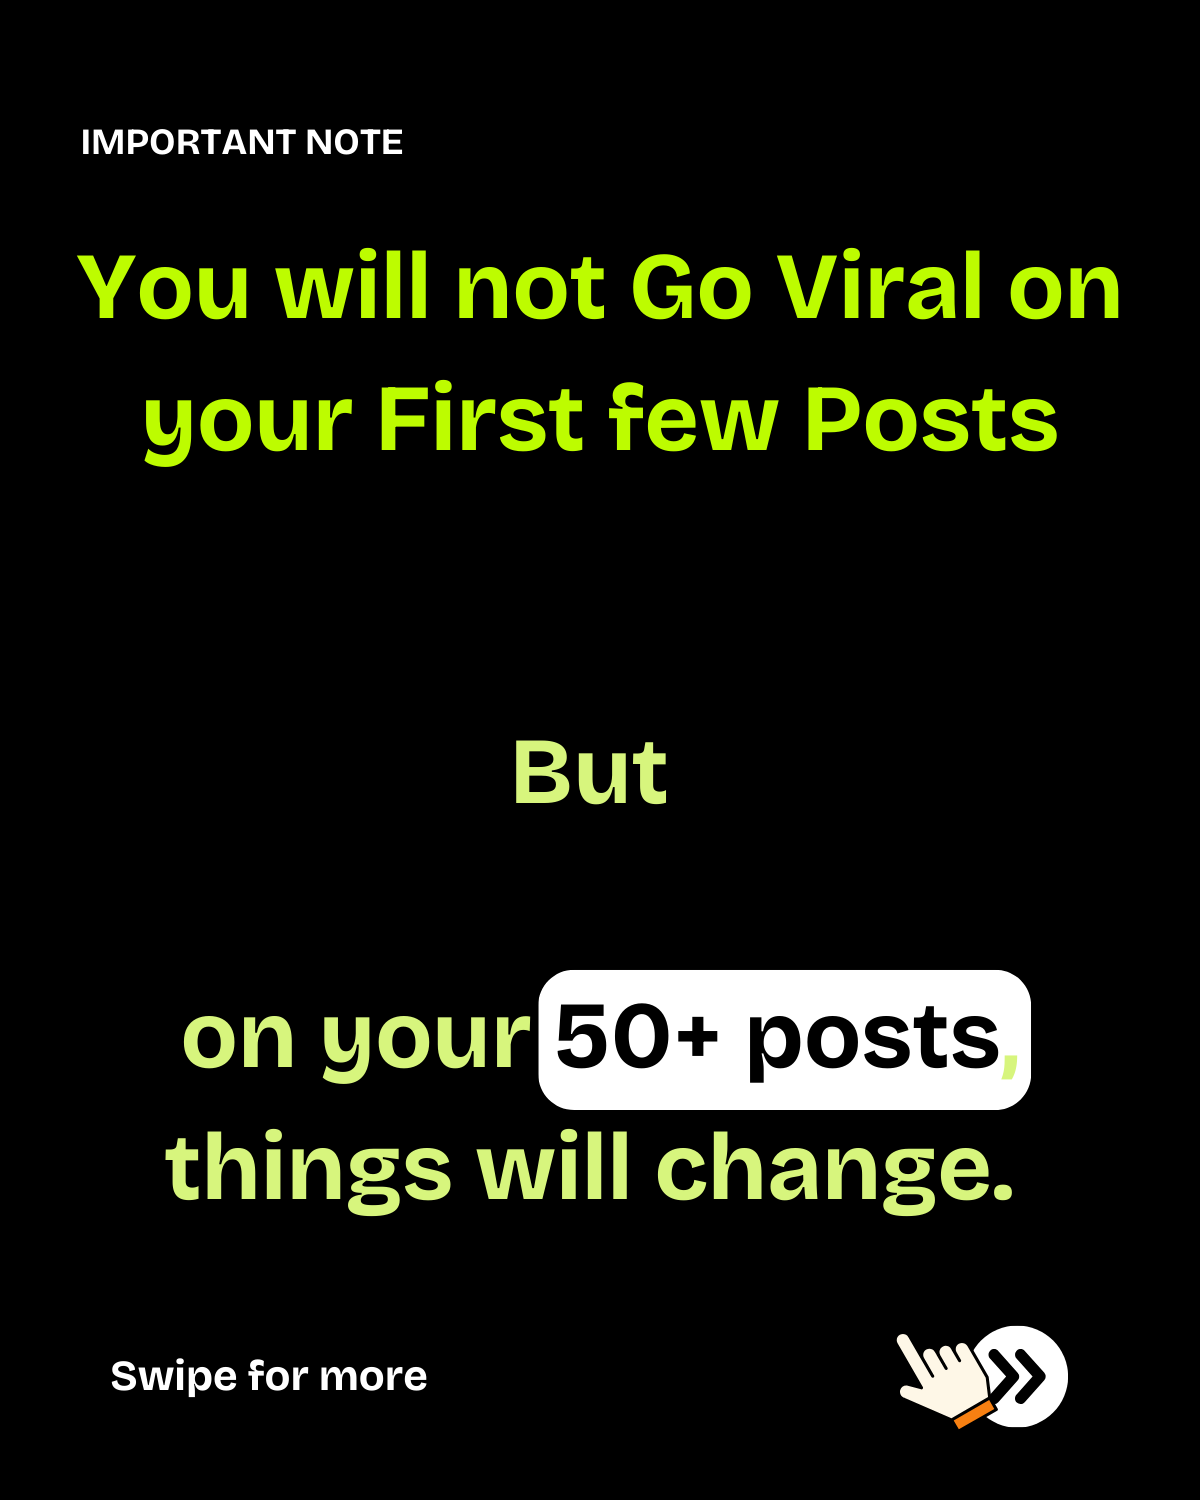 IMPORTANT NOTE
You will not Go Viral on
your First few Posts
But
on your 50+ posts,
things will change.
Swipe for more